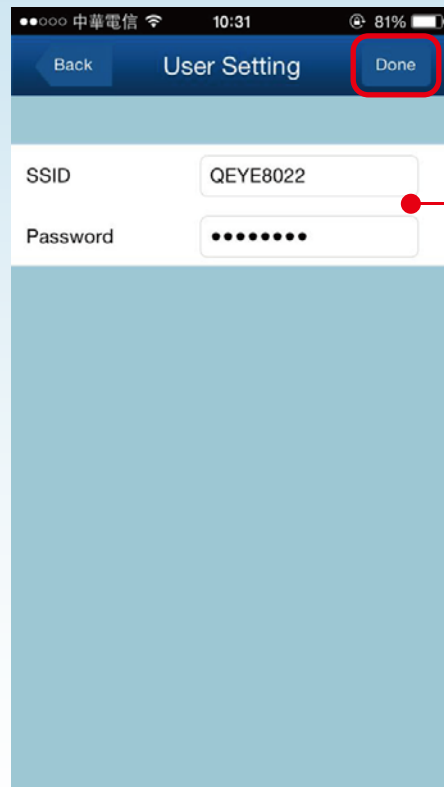 中華電信 10:31 81%
Back User Setting Done
SSID QEYE8022
Password ••••••••